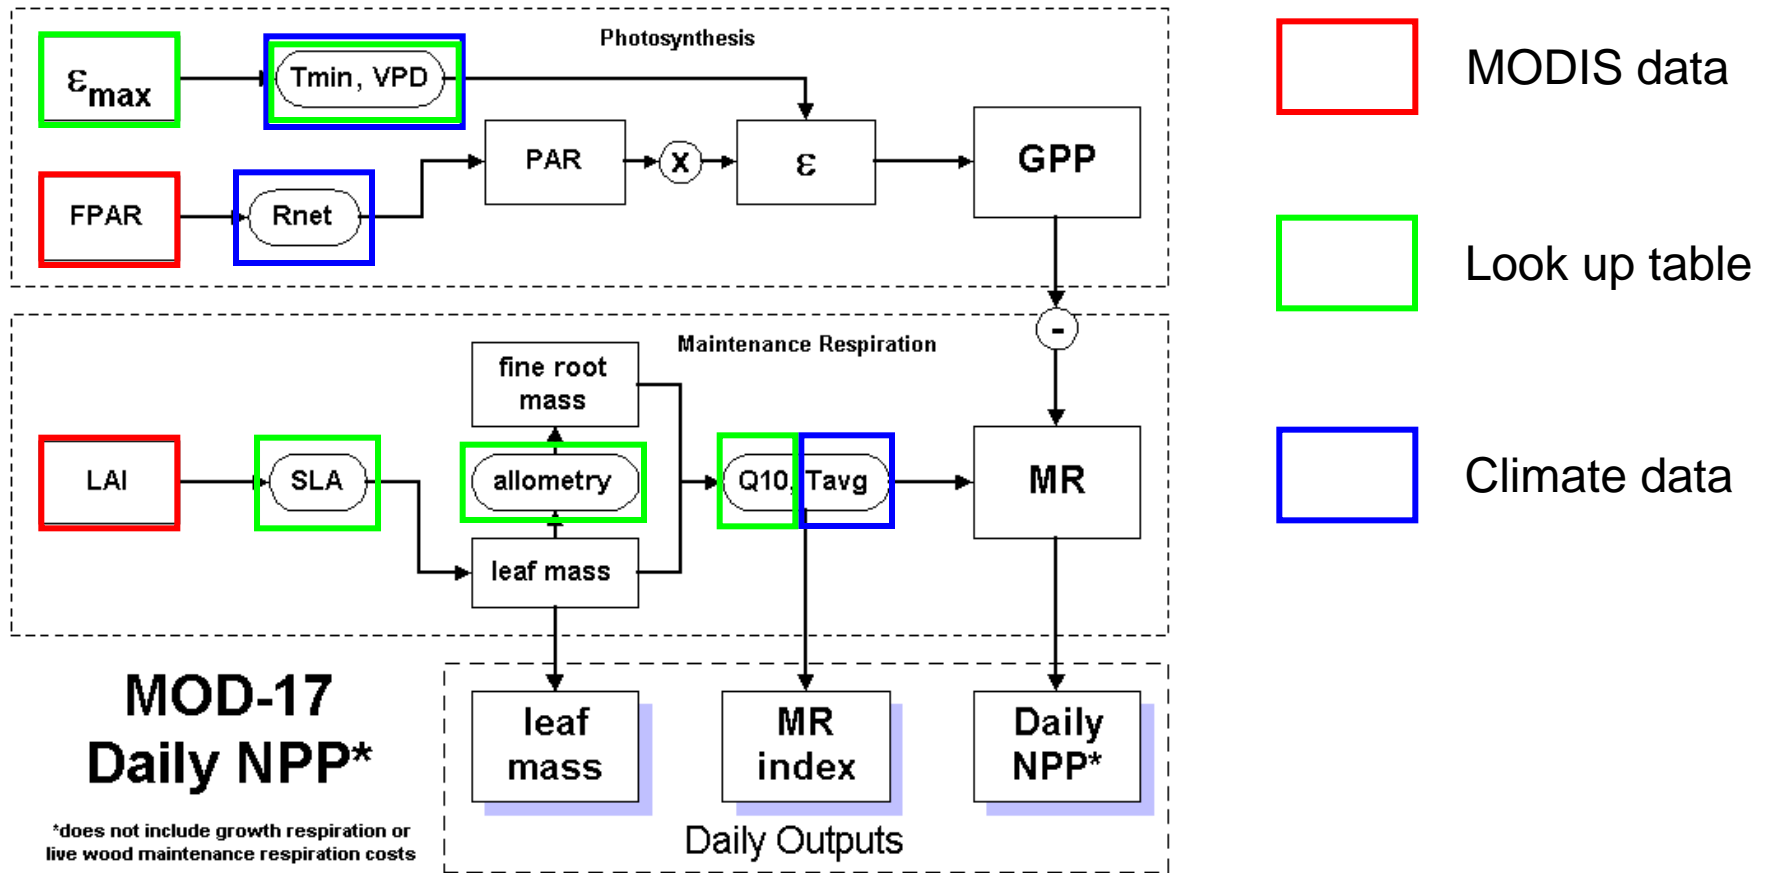 Photosynthesis
εmax
Tmin, VPD
PAR
X
ε
GPP
FPAR
Rnet
-
Maintenance Respiration
fine root
mass
LAI
SLA
allometry
Q10, Tavg
MR
leaf mass
MOD-17
Daily NPP*
*does not include growth respiration or
live wood maintenance respiration costs
leaf
mass
MR
index
Daily
NPP*
Daily Outputs
MODIS data
Look up table
Climate data